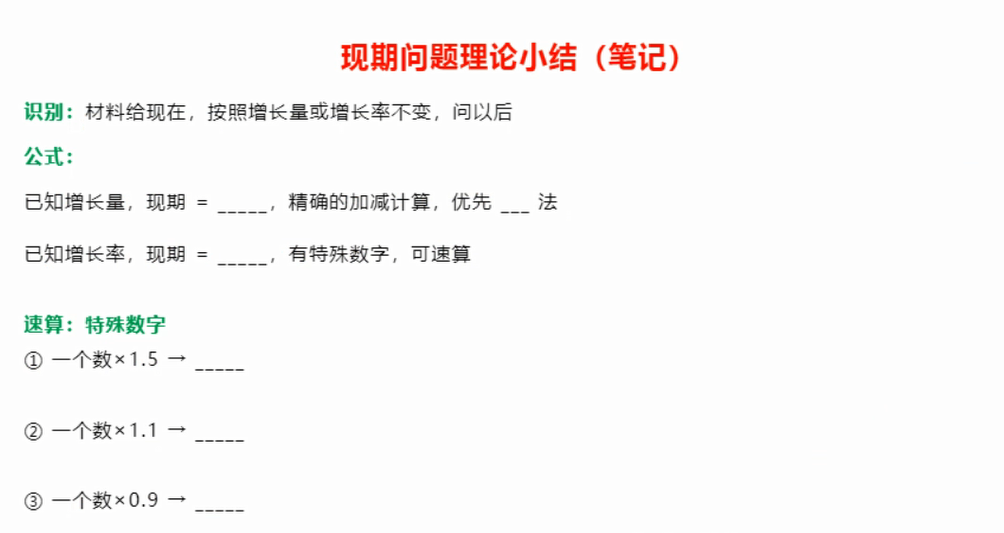 现期问题理论小结（笔记）
识别：材料给现在，按照增长量或增长率不变，问以后
公式：
已知增长量，现期 = _____，精确的加减计算，优先 ___ 法
已知增长率，现期 = _____，有特殊数字，可速算
速算：特殊数字
① 一个数×1.5 → _____
② 一个数×1.1 → _____
③ 一个数×0.9 → _____